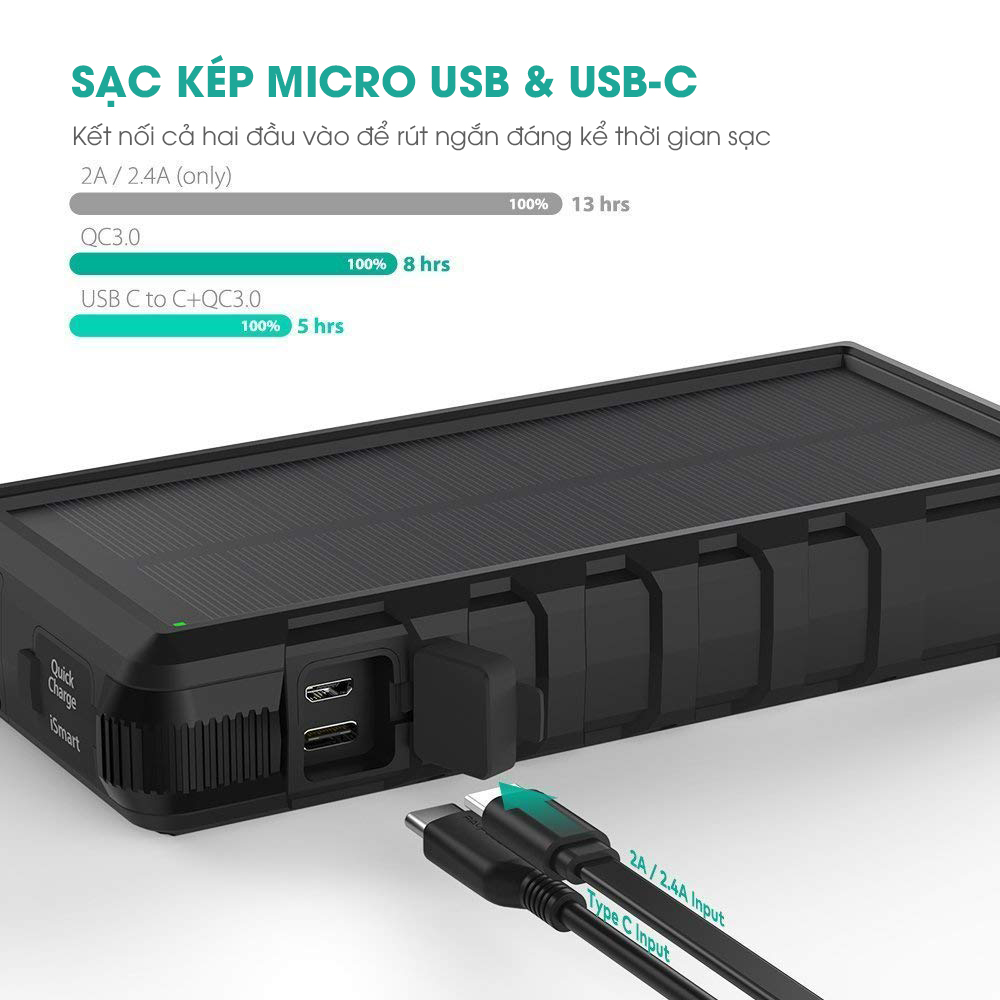 SẠC KÉP MICRO USB & USB-C
Kết nối cả hai đầu vào để rút ngắn đáng kể thời gian sạc
2A / 2.4A (only)
100% 13 hrs
QC3.0
100% 8 hrs
USB C to C+QC3.0
100% 5 hrs
Quick
Charge
iSmart
2A / 2.4A Input
Type C Input